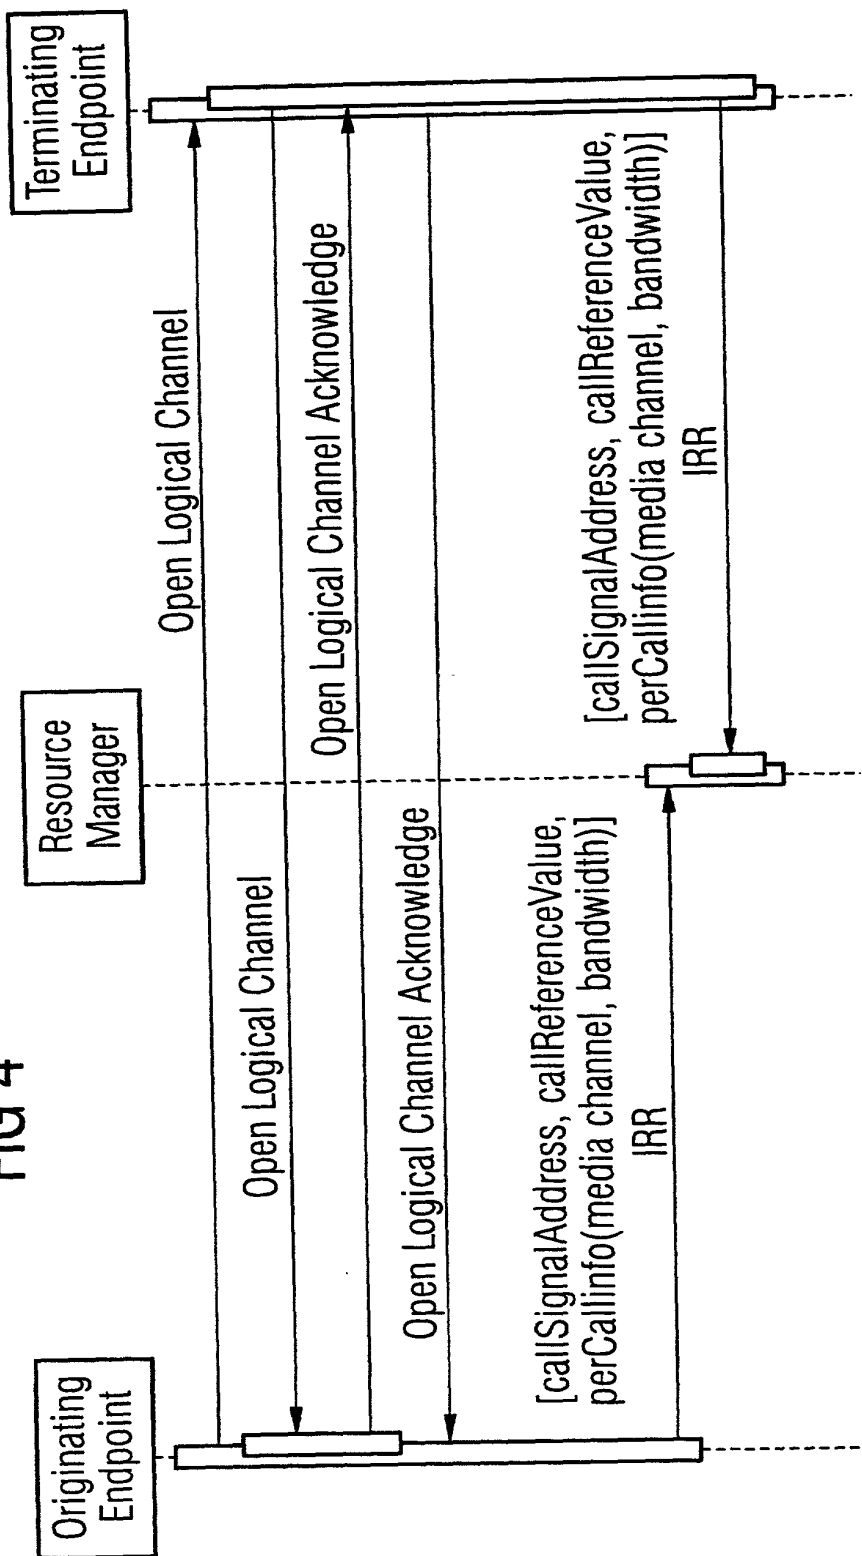 FIG 4
Originating
Endpoint
Resource
Manager
Terminating
Endpoint
Open Logical Channel
Open Logical Channel
Open Logical Channel Acknowledge
Open Logical Channel Acknowledge
[callSignalAddress, callReferenceValue,
perCallinfo(media channel, bandwidth)]
IRR
[callSignalAddress, callReferenceValue,
perCallinfo(media channel, bandwidth)]
IRR